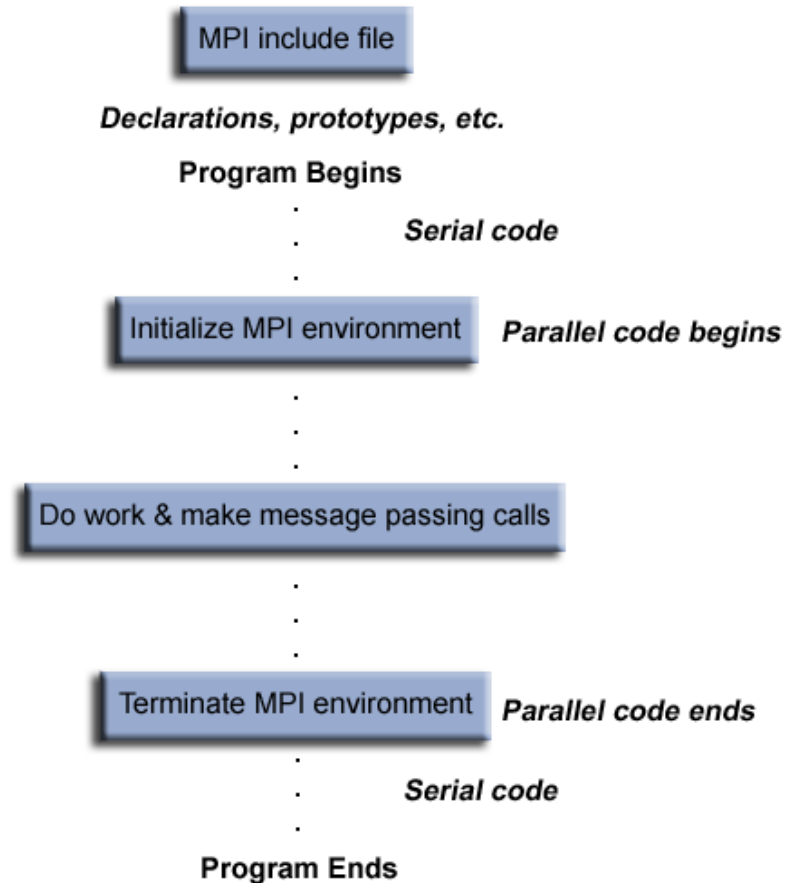 MPI include file
Declarations, prototypes, etc.
Program Begins
Serial code
Initialize MPI environment
Parallel code begins
Do work & make message passing calls
Terminate MPI environment
Parallel code ends
Serial code
Program Ends